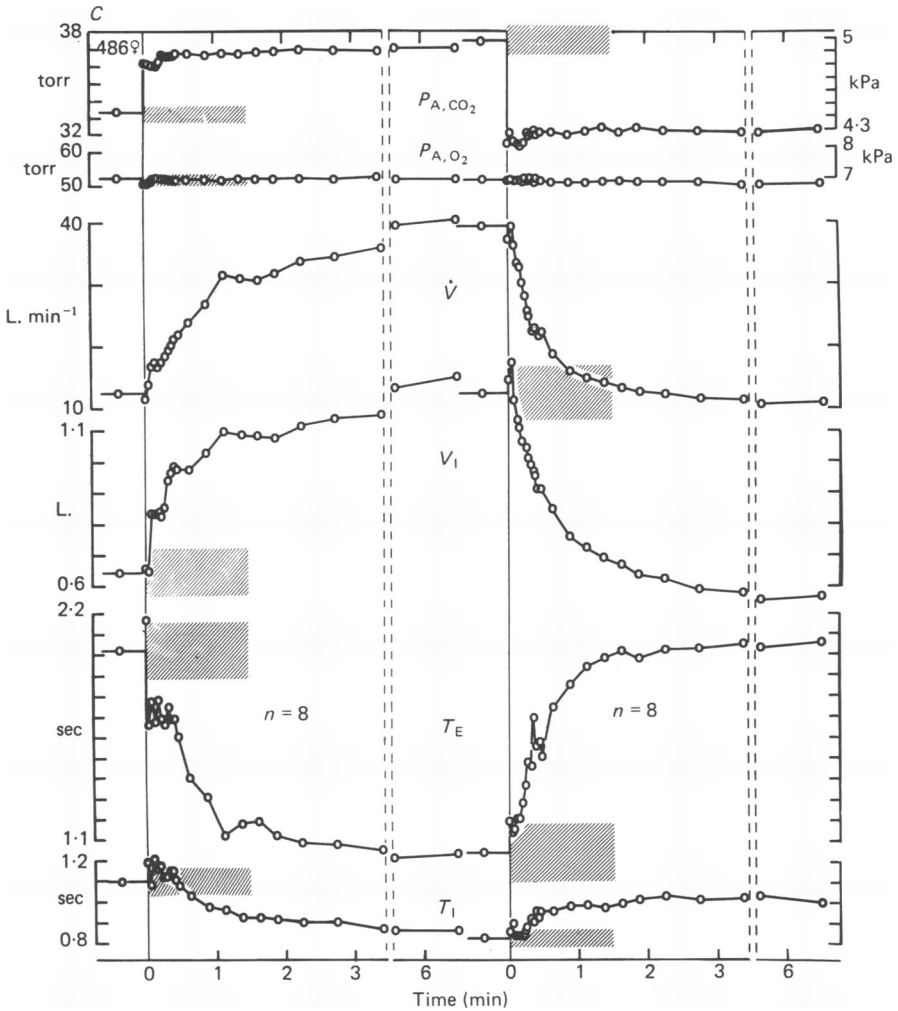 C
38
486♀
torr
32
P_A,CO₂
5
kPa
4·3
60
torr
50
P_A,O₂
8
kPa
7
40
L. min⁻¹
10
V̇
1·1
L.
0·6
V_I
2·2
sec
1·1
n = 8
T_E
n = 8
1·2
sec
0·8
T_I
0 1 2 3 6 0 1 2 3 6
Time (min)